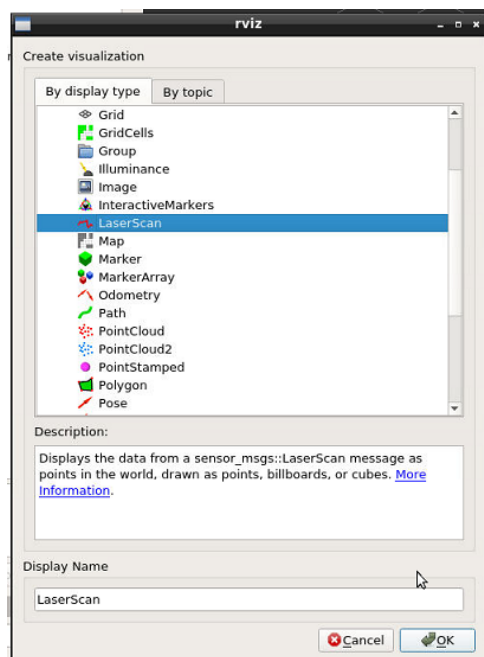 rviz
Create visualization
By display type
By topic
Grid
GridCells
Group
Illuminance
Image
InteractiveMarkers
LaserScan
Map
Marker
MarkerArray
Odometry
Path
PointCloud
PointCloud2
PointStamped
Polygon
Pose
Description:
Displays the data from a sensor_msgs::LaserScan message as
points in the world, drawn as points, billboards, or cubes. More
Information.
Display Name
LaserScan
Cancel
OK